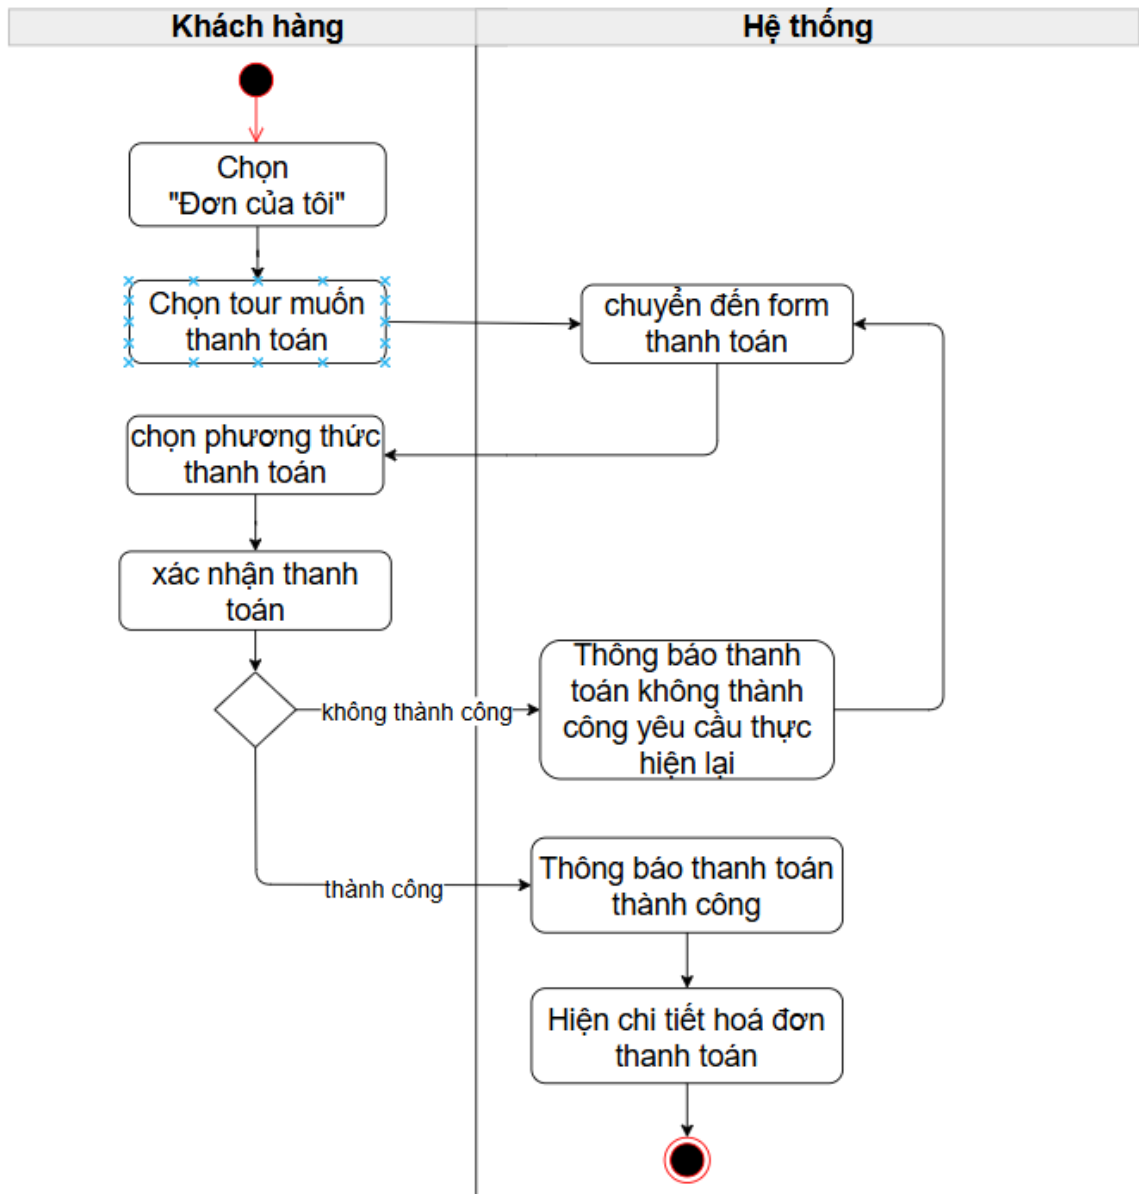 Khách hàng
Hệ thống
Chọn
"Đơn của tôi"
Chọn tour muốn
thanh toán
chuyển đến form
thanh toán
chọn phương thức
thanh toán
xác nhận thanh
toán
không thành công
Thông báo thanh
toán không thành
công yêu cầu thực
hiện lại
thành công
Thông báo thanh toán
thành công
Hiện chi tiết hoá đơn
thanh toán